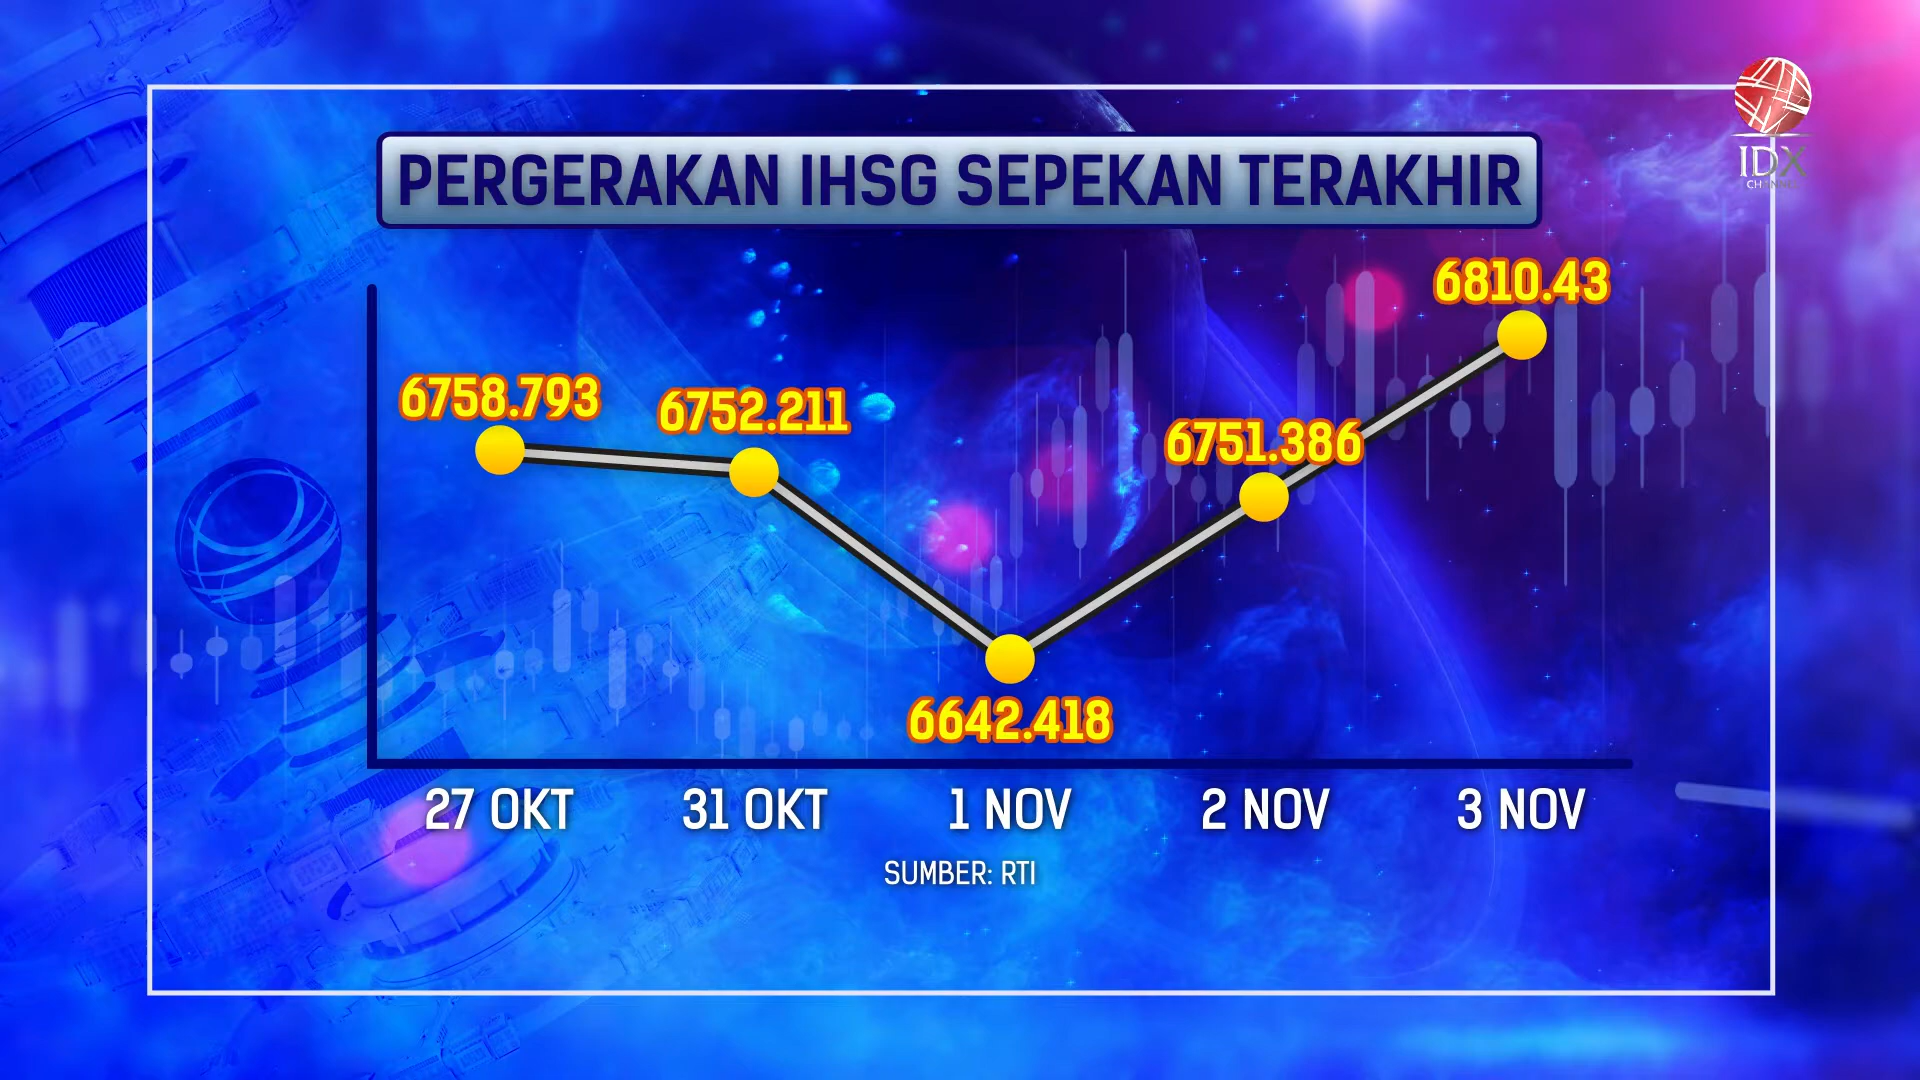 PERGERAKAN IHSG SEPEKAN TERAKHIR
IDX
CHANNEL
6810.43
6758.793
6752.211
6751.386
6642.418
27 OKT
31 OKT
1 NOV
2 NOV
3 NOV
SUMBER: RTI